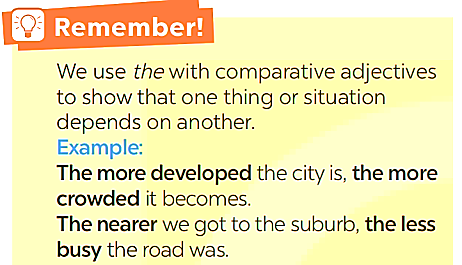 Remember!
We use the with comparative adjectives
to show that one thing or situation
depends on another.
Example:
The more developed the city is, the more
crowded it becomes.
The nearer we got to the suburb, the less
busy the road was.